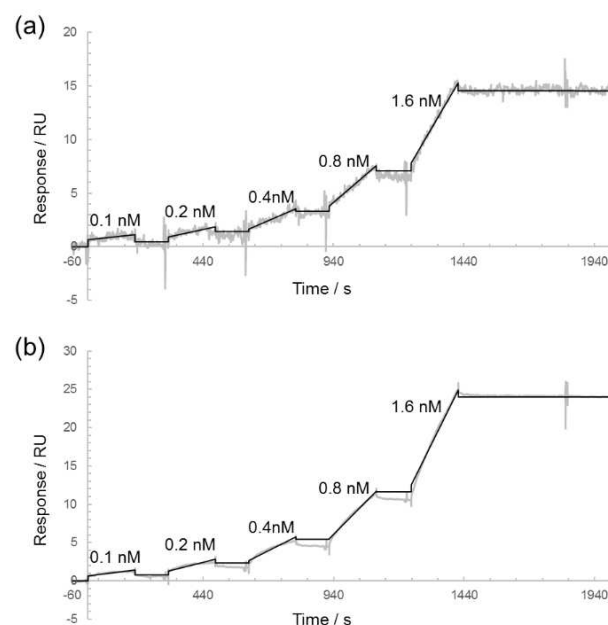 (a)
20
15
10
5
0
-5
Response / RU
0.1 nM
0.2 nM
0.4nM
0.8 nM
1.6 nM
-60
440
940
1440
1940
Time / s
(b)
30
25
20
15
10
5
0
-5
Response / RU
0.1 nM
0.2 nM
0.4nM
0.8 nM
1.6 nM
-60
440
940
1440
1940
Time / s